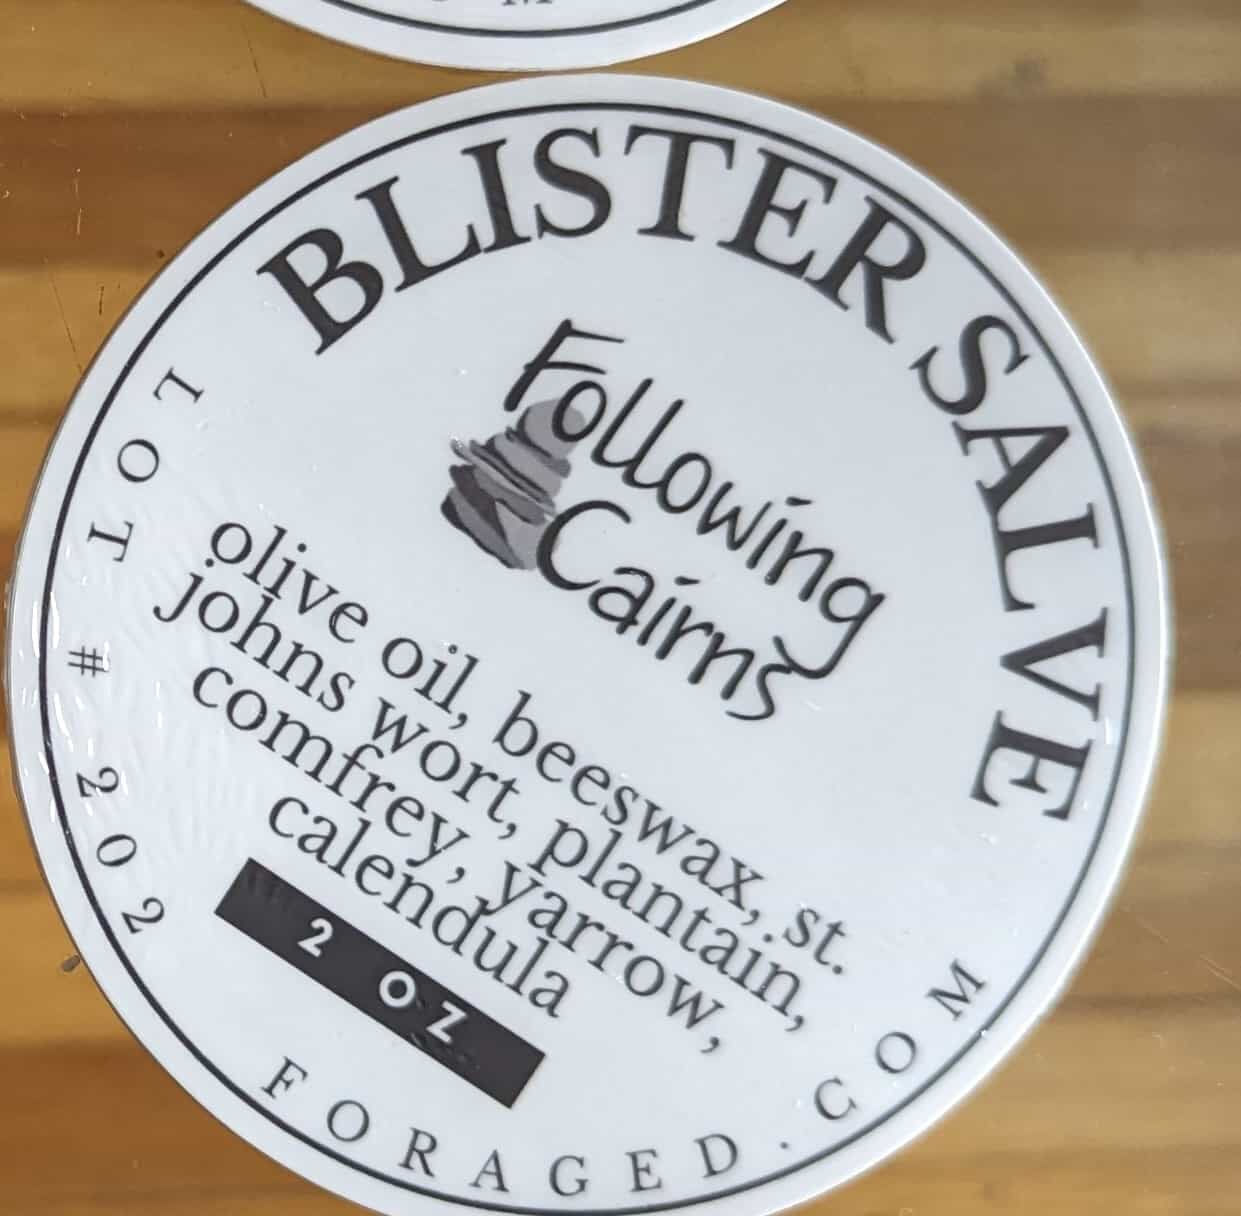 M
BLISTER SALVE
Following
Cairns
olive oil, beeswax, st.
johns wort, plantain,
comfrey, yarrow,
calendula
2 OZ
LOT # 202
FORAGED.COM